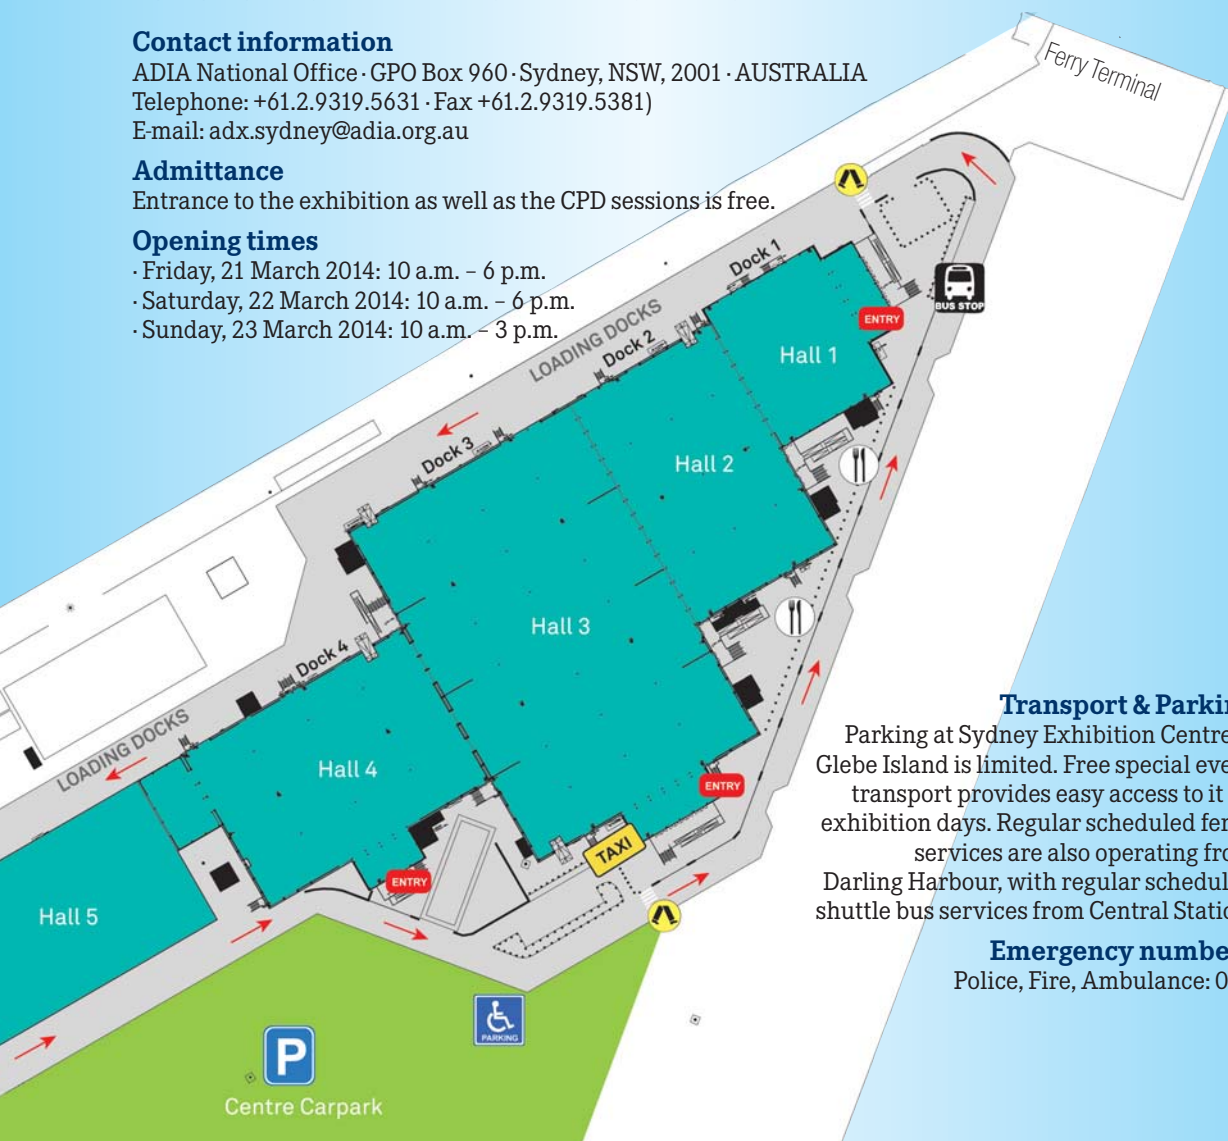 Contact information
ADIA National Office · GPO Box 960 · Sydney, NSW, 2001 · AUSTRALIA
Telephone: +61.2.9319.5631 · Fax +61.2.9319.5381)
E-mail: adx.sydney@adia.org.au
Admittance
Entrance to the exhibition as well as the CPD sessions is free.
Opening times
· Friday, 21 March 2014: 10 a.m. – 6 p.m.
· Saturday, 22 March 2014: 10 a.m. – 6 p.m.
· Sunday, 23 March 2014: 10 a.m. – 3 p.m.
Ferry Terminal
Dock 1
BUS STOP
ENTRY
LOADING DOCKS
Dock 2
Hall 1
Dock 3
Hall 2
Hall 3
Dock 4
LOADING DOCKS
Hall 4
ENTRY
TAXI
ENTRY
Hall 5
Transport & Parkin
Parking at Sydney Exhibition Centre
Glebe Island is limited. Free special eve
transport provides easy access to it
exhibition days. Regular scheduled fer
services are also operating fro
Darling Harbour, with regular schedul
shuttle bus services from Central Statio
Emergency numbe
Police, Fire, Ambulance: 0
PARKING
P
Centre Carpark